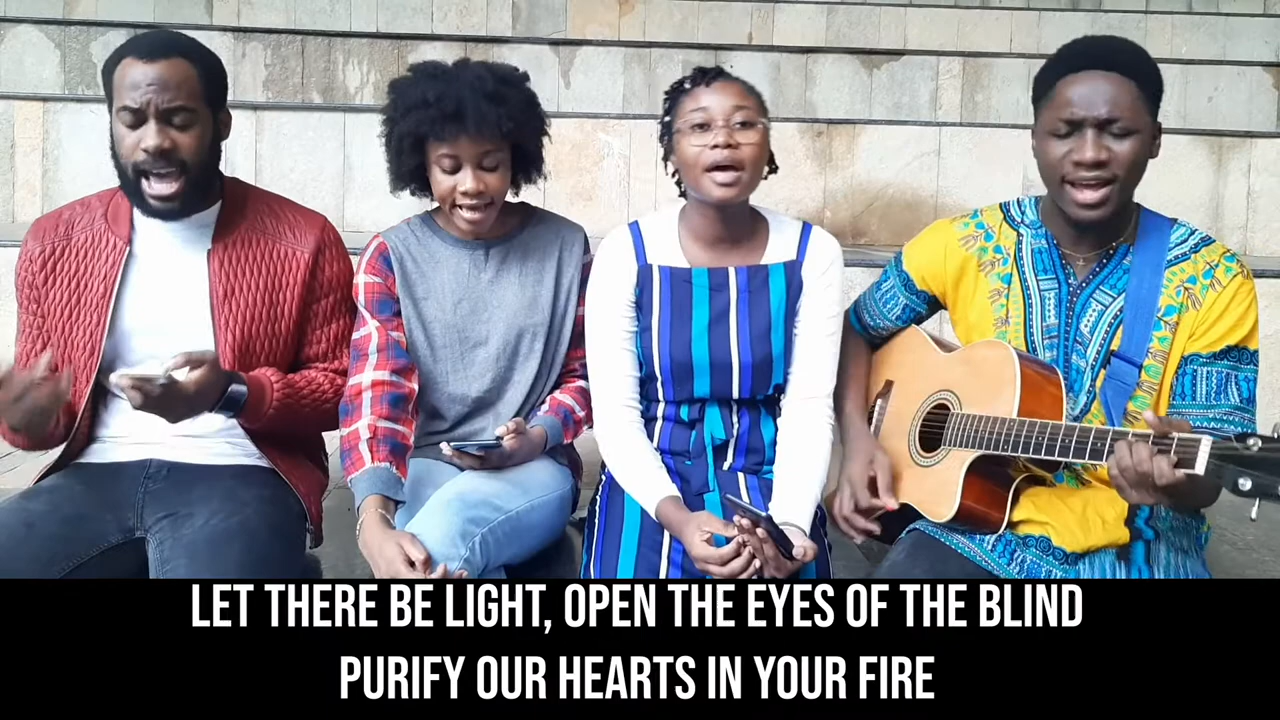 LET THERE BE LIGHT, OPEN THE EYES OF THE BLIND
PURIFY OUR HEARTS IN YOUR FIRE